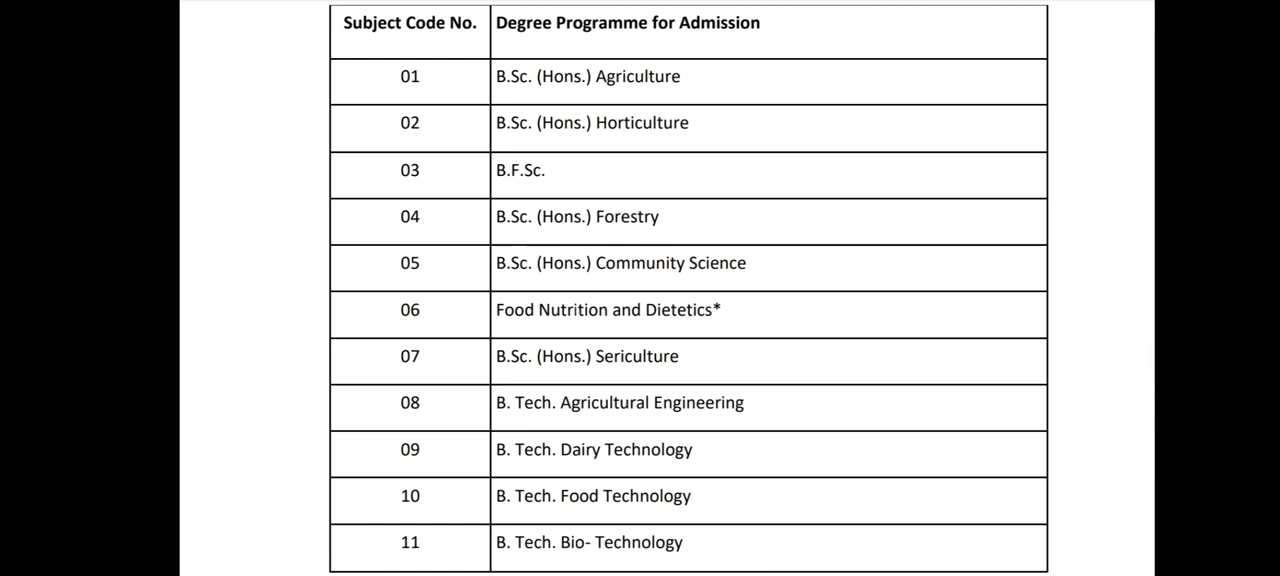 Subject Code No. Degree Programme for Admission
01 B.Sc. (Hons.) Agriculture
02 B.Sc. (Hons.) Horticulture
03 B.F.Sc.
04 B.Sc. (Hons.) Forestry
05 B.Sc. (Hons.) Community Science
06 Food Nutrition and Dietetics*
07 B.Sc. (Hons.) Sericulture
08 B. Tech. Agricultural Engineering
09 B. Tech. Dairy Technology
10 B. Tech. Food Technology
11 B. Tech. Bio- Technology